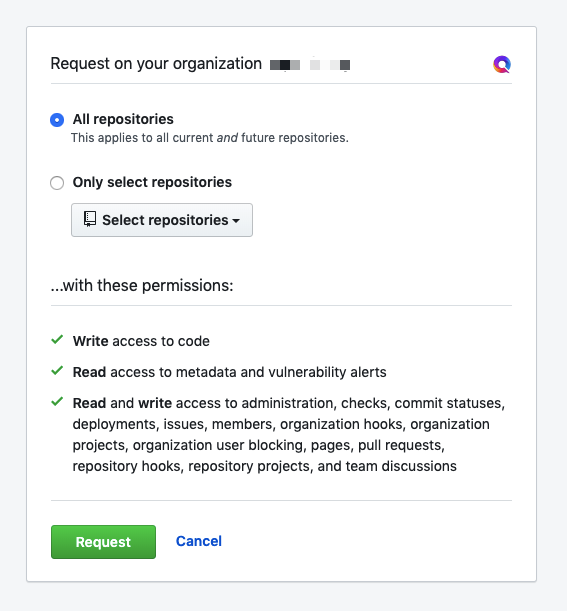 Request on your organization
All repositories
This applies to all current and future repositories.
Only select repositories
Select repositories
...with these permissions:
Write access to code
Read access to metadata and vulnerability alerts
Read and write access to administration, checks, commit statuses,
deployments, issues, members, organization hooks, organization
projects, organization user blocking, pages, pull requests,
repository hooks, repository projects, and team discussions
Request
Cancel